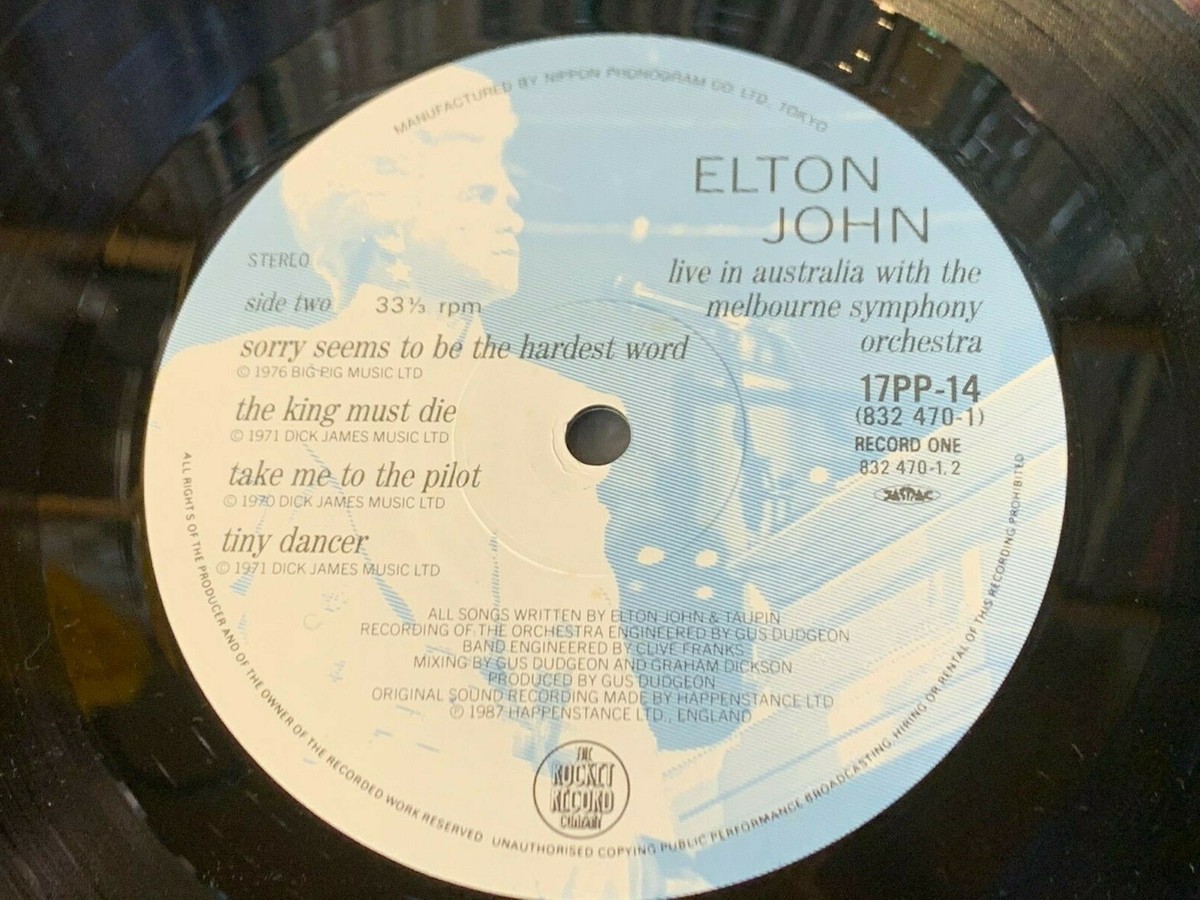 MANUFACTURED BY NIPPON PHONOGRAM CO. LTD., TOKYO
ELTON
JOHN
live in australia with the
melbourne symphony
orchestra
17PP-14
(832 470-1)
RECORD ONE
832 470-1.2
STEREO
side two 33⅓ rpm
sorry seems to be the hardest word
© 1976 BIG PIG MUSIC LTD
the king must die
© 1971 DICK JAMES MUSIC LTD
take me to the pilot
© 1970 DICK JAMES MUSIC LTD
tiny dancer
© 1971 DICK JAMES MUSIC LTD
ALL SONGS WRITTEN BY ELTON JOHN & TAUPIN
RECORDING OF THE ORCHESTRA ENGINEERED BY GUS DUDGEON
BAND ENGINEERED BY CLIVE FRANKS
MIXING BY GUS DUDGEON AND GRAHAM DICKSON
PRODUCED BY GUS DUDGEON
ORIGINAL SOUND RECORDING MADE BY HAPPENSTANCE LTD
℗ 1987 HAPPENSTANCE LTD., ENGLAND
THE
ROCKET
RECORD
COMPANY
ALL RIGHTS OF THE PRODUCER AND OF THE OWNER OF THE RECORDED WORK RESERVED UNAUTHORISED COPYING PUBLIC PERFORMANCE BROADCASTING, HIRING OR RENTAL OF THIS RECORDING PROHIBITED